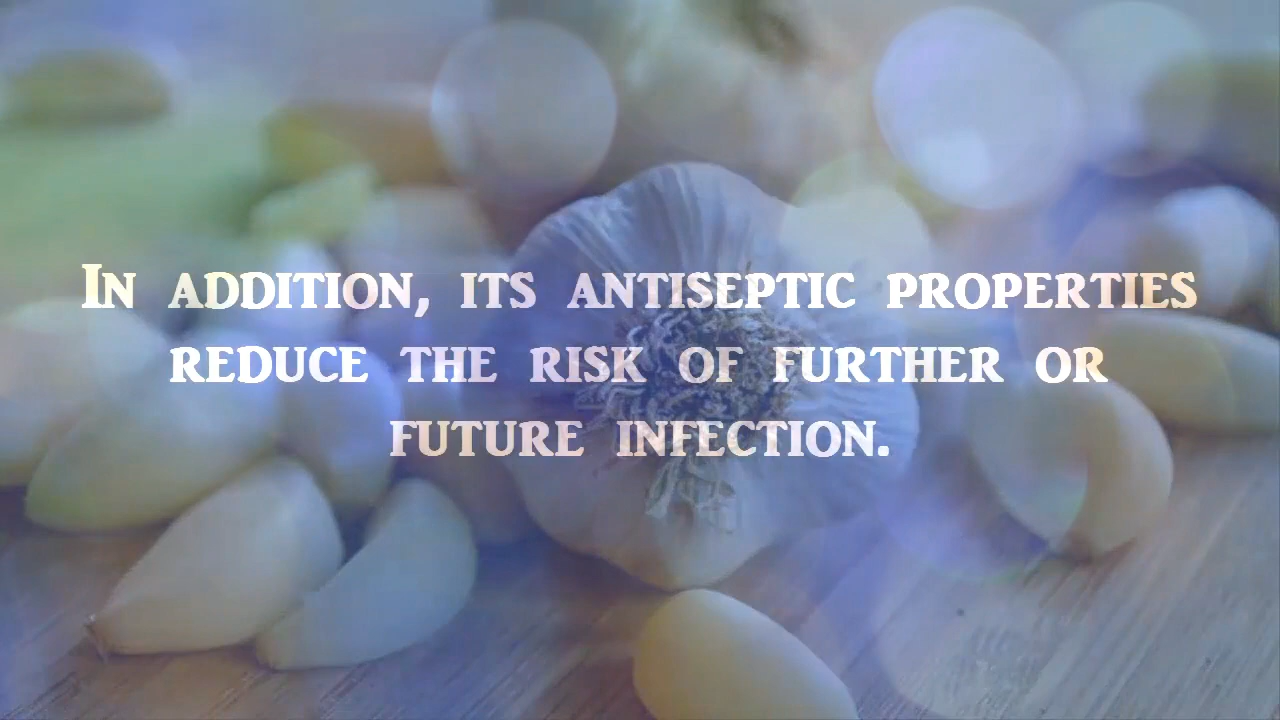 In addition, its antiseptic properties
reduce the risk of further or
future infection.